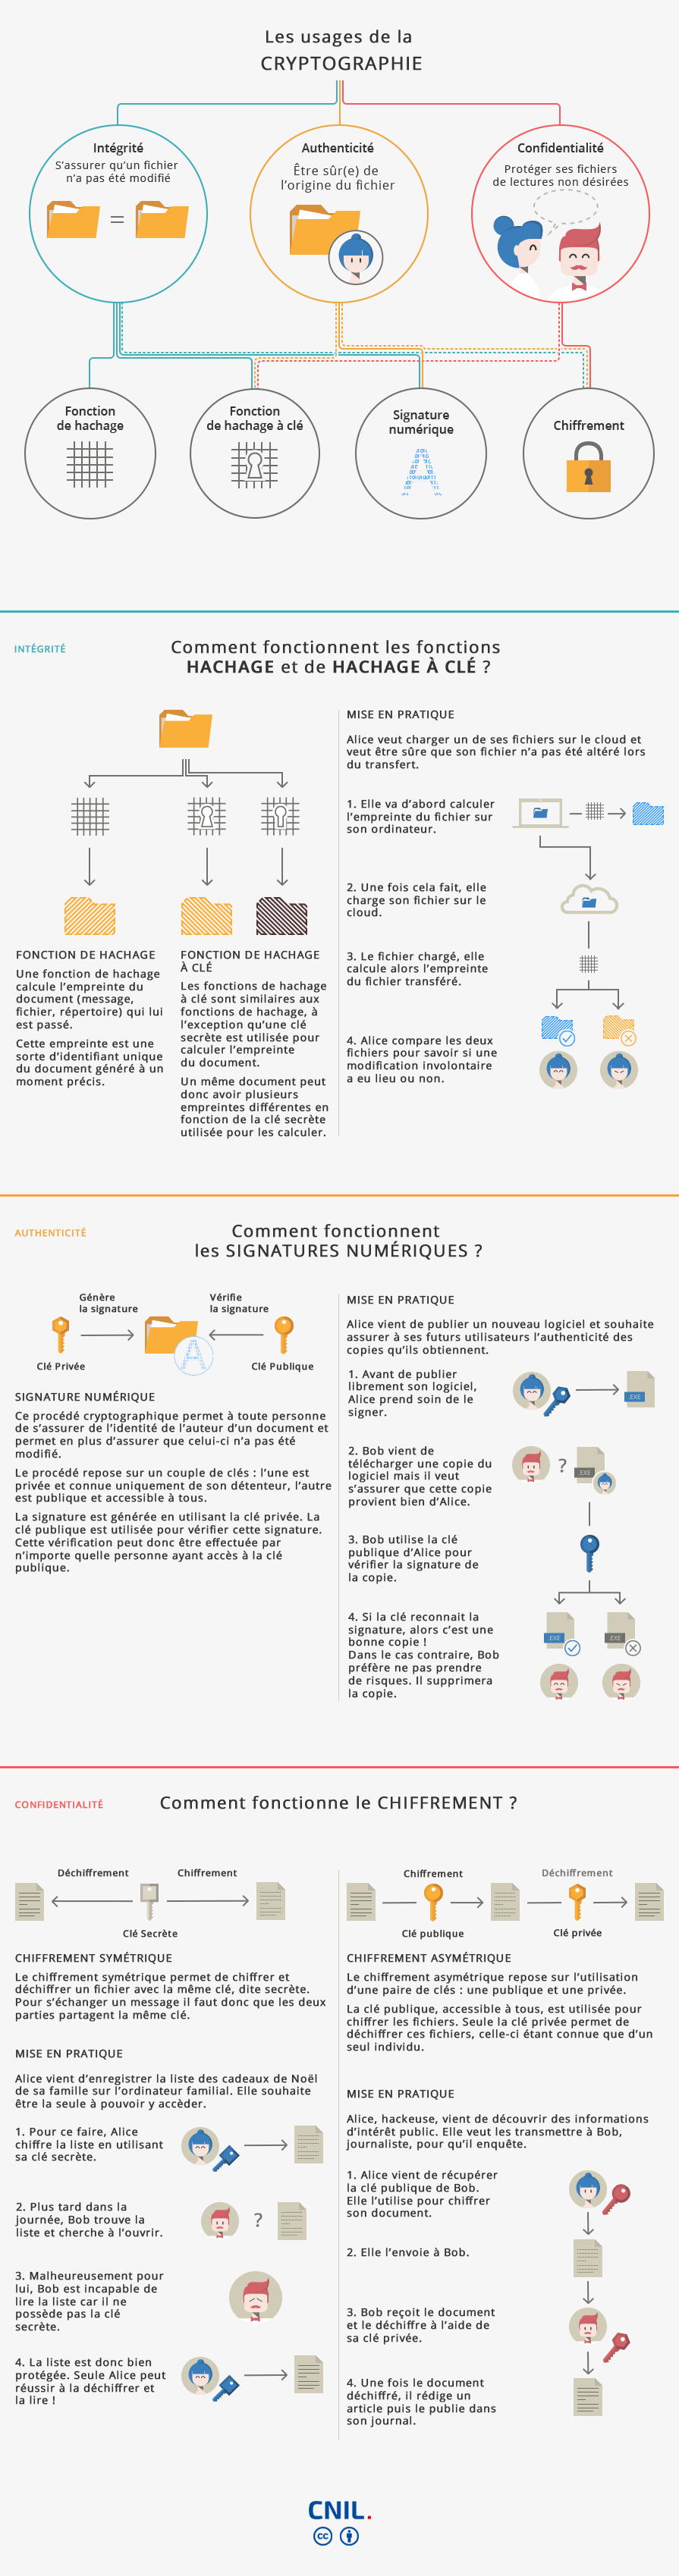 Les usages de la
CRYPTOGRAPHIE
Intégrité
S'assurer qu'un fichier
n'a pas été modifié
Authenticité
Être sûr(e) de
l'origine du fichier
Confidentialité
Protéger ses fichiers
de lectures non désirées
Fonction
de hachage
Fonction
de hachage à clé
Signature
numérique
Chiffrement
INTÉGRITÉ
Comment fonctionnent les fonctions
HACHAGE et de HACHAGE À CLÉ ?
FONCTION DE HACHAGE
Une fonction de hachage
calcule l'empreinte du
document (message,
fichier, répertoire) qui lui
est passé.
Cette empreinte est une
sorte d'identifiant unique
du document généré à un
moment précis.
FONCTION DE HACHAGE
À CLÉ
Les fonctions de hachage
à clé sont similaires aux
fonctions de hachage, à
l'exception qu'une clé
secrète est utilisée pour
calculer l'empreinte
du document.
Un même document peut
donc avoir plusieurs
empreintes différentes en
fonction de la clé secrète
utilisée pour les calculer.
MISE EN PRATIQUE
Alice veut charger un de ses fichiers sur le cloud et
veut être sûre que son fichier n'a pas été altéré lors
du transfert.
1. Elle va d'abord calculer
l'empreinte du fichier sur
son ordinateur.
2. Une fois cela fait, elle
charge son fichier sur le
cloud.
3. Le fichier chargé, elle
calcule alors l'empreinte
du fichier transféré.
4. Alice compare les deux
fichiers pour savoir si une
modification involontaire
a eu lieu ou non.
AUTHENTICITÉ
Comment fonctionnent
les SIGNATURES NUMÉRIQUES ?
Génère
la signature
Vérifie
la signature
Clé Privée
Clé Publique
SIGNATURE NUMÉRIQUE
Ce procédé cryptographique permet à toute personne
de s'assurer de l'identité de l'auteur d'un document et
permet en plus d'assurer que celui-ci n'a pas été
modifié.
Le procédé repose sur un couple de clés : l'une est
privée et connue uniquement de son détenteur, l'autre
est publique et accessible à tous.
La signature est générée en utilisant la clé privée. La
clé publique est utilisée pour vérifier cette signature.
Cette vérification peut donc être effectuée par
n'importe quelle personne ayant accès à la clé
publique.
MISE EN PRATIQUE
Alice vient de publier un nouveau logiciel et souhaite
assurer à ses futurs utilisateurs l'authenticité des
copies qu'ils obtiennent.
1. Avant de publier
librement son logiciel,
Alice prend soin de le
signer.
.EXE
2. Bob vient de
télécharger une copie du
logiciel mais il veut
s'assurer que cette copie
provient bien d'Alice.
?
.EXE
3. Bob utilise la clé
publique d'Alice pour
vérifier la signature de
la copie.
4. Si la clé reconnait la
signature, alors c'est une
bonne copie !
Dans le cas contraire, Bob
préfère ne pas prendre
de risques. Il supprimera
la copie.
.EXE
.EXE
CONFIDENTIALITÉ
Comment fonctionne le CHIFFREMENT ?
Déchiffrement
Chiffrement
Clé Secrète
CHIFFREMENT SYMÉTRIQUE
Le chiffrement symétrique permet de chiffrer et
déchiffrer un fichier avec la même clé, dite secrète.
Pour s'échanger un message il faut donc que les deux
parties partagent la même clé.
MISE EN PRATIQUE
Alice vient d'enregistrer la liste des cadeaux de Noël
de sa famille sur l'ordinateur familial. Elle souhaite
être la seule à pouvoir y accèder.
1. Pour ce faire, Alice
chiffre la liste en utilisant
sa clé secrète.
2. Plus tard dans la
journée, Bob trouve la
liste et cherche à l'ouvrir.
?
3. Malheureusement pour
lui, Bob est incapable de
lire la liste car il ne
possède pas la clé
secrète.
4. La liste est donc bien
protégée. Seule Alice peut
réussir à la déchiffrer et
la lire !
Chiffrement
Déchiffrement
Clé publique
Clé privée
CHIFFREMENT ASYMÉTRIQUE
Le chiffrement asymétrique repose sur l'utilisation
d'une paire de clés : une publique et une privée.
La clé publique, accessible à tous, est utilisée pour
chiffrer les fichiers. Seule la clé privée permet de
déchiffrer ces fichiers, celle-ci étant connue que d'un
seul individu.
MISE EN PRATIQUE
Alice, hackeuse, vient de découvrir des informations
d'intérêt public. Elle veut les transmettre à Bob,
journaliste, pour qu'il enquête.
1. Alice vient de récupérer
la clé publique de Bob.
Elle l'utilise pour chiffrer
son document.
2. Elle l'envoie à Bob.
3. Bob reçoit le document
et le déchiffre à l'aide de
sa clé privée.
4. Une fois le document
déchiffré, il rédige un
article puis le publie dans
son journal.
CNIL.
cc